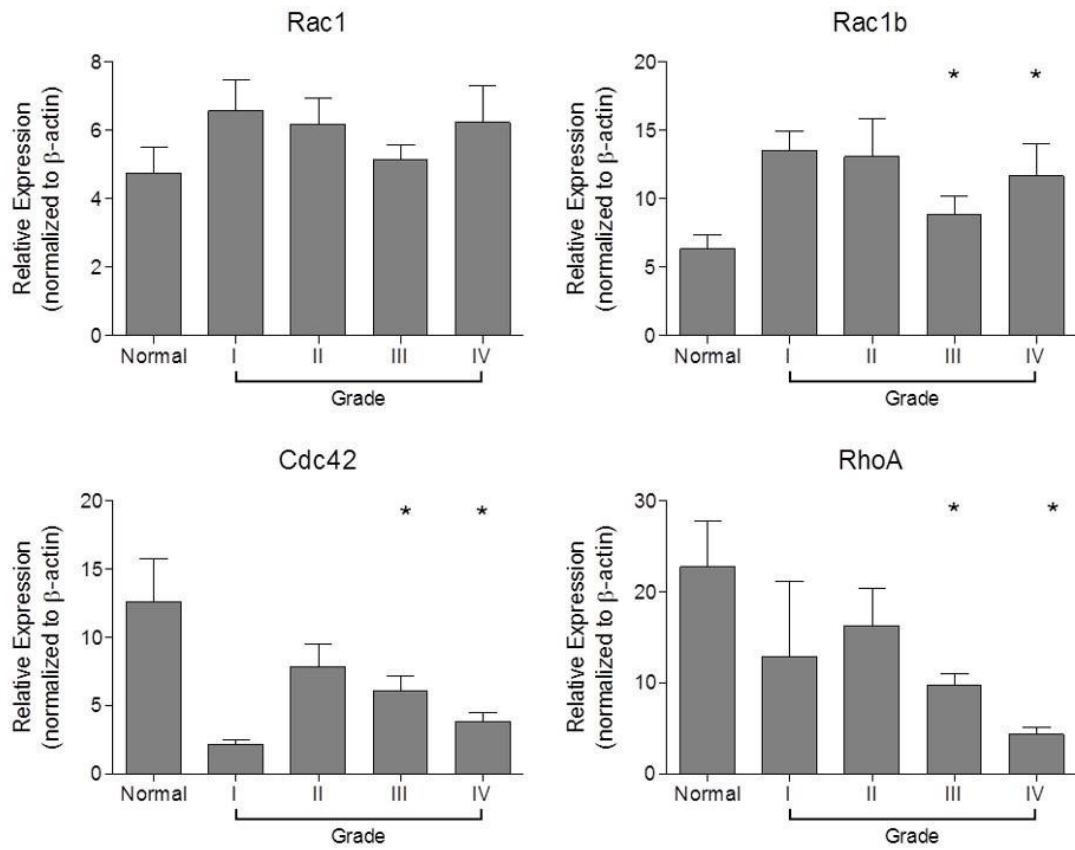 Rac1
Relative Expression
(normalized to β-actin)
8
6
4
2
0
Normal I II III IV
Grade
Rac1b
* *
Relative Expression
(normalized to β-actin)
20
15
10
5
0
Normal I II III IV
Grade
Cdc42
* *
Relative Expression
(normalized to β-actin)
20
15
10
5
0
Normal I II III IV
Grade
RhoA
* *
Relative Expression
(normalized to β-actin)
30
20
10
0
Normal I II III IV
Grade